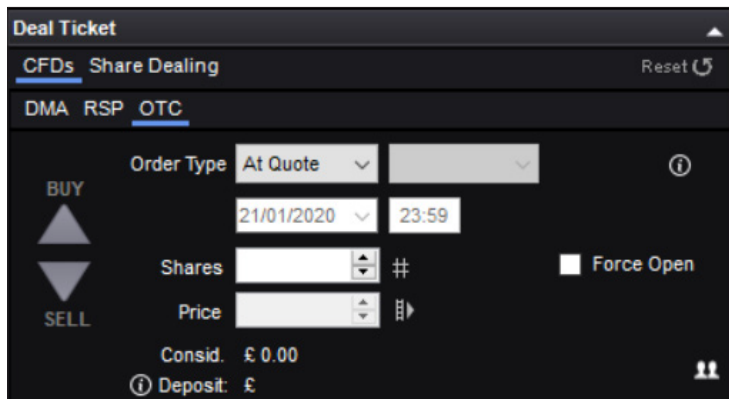 Deal Ticket
CFDs Share Dealing Reset
DMA RSP OTC
Order Type At Quote
BUY
21/01/2020 23:59
Shares # Force Open
Price
SELL
Consid. £ 0.00
Deposit: £